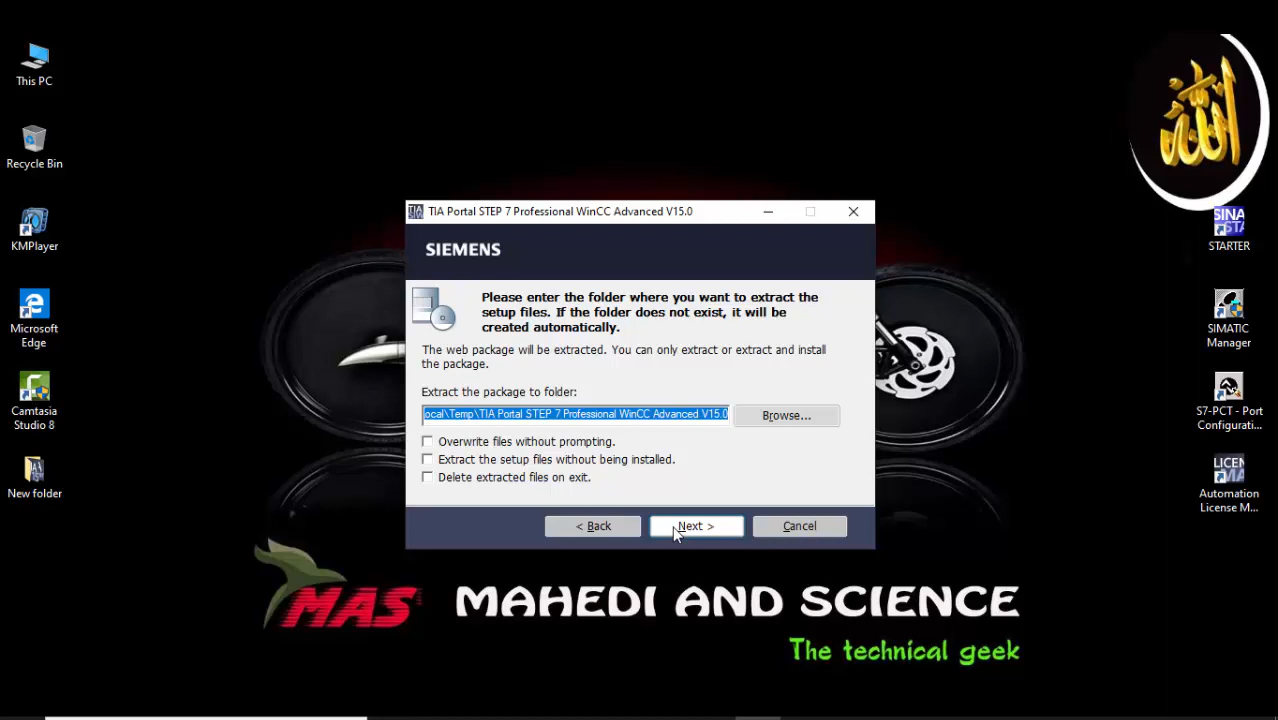 This PC
Recycle Bin
KMPlayer
Microsoft
Edge
Camtasia
Studio 8
New folder
TIA Portal STEP 7 Professional WinCC Advanced V15.0
SIEMENS
Please enter the folder where you want to extract the
setup files. If the folder does not exist, it will be
created automatically.
The web package will be extracted. You can only extract or extract and install
the package.
Extract the package to folder:
ocal\Temp\TIA Portal STEP 7 Professional WinCC Advanced V15.0
Browse...
Overwrite files without prompting.
Extract the setup files without being installed.
Delete extracted files on exit.
< Back
Next >
Cancel
MAS
MAHEDI AND SCIENCE
The technical geek
الله
SINA
STA
STARTER
SIMATIC
Manager
S7-PCT - Port
Configurati...
LICEN
MA
Automation
License M...